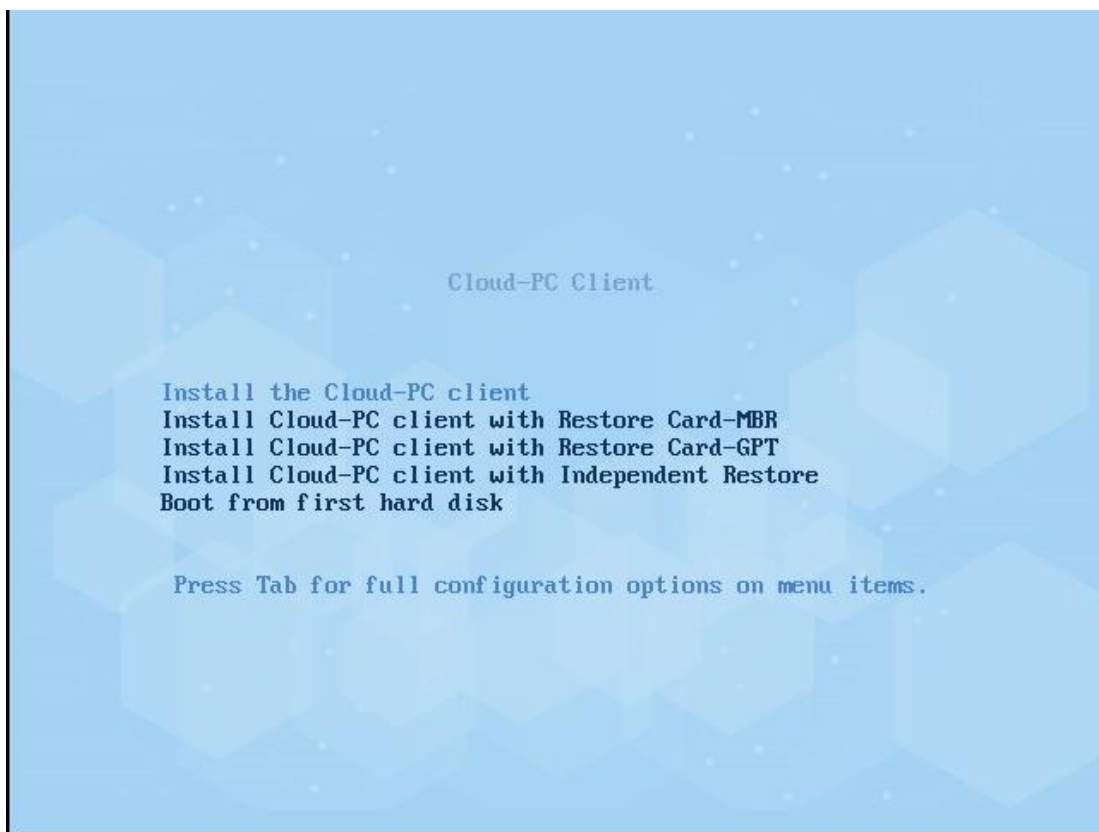 Cloud-PC Client
Install the Cloud-PC client
Install Cloud-PC client with Restore Card-MBR
Install Cloud-PC client with Restore Card-GPT
Install Cloud-PC client with Independent Restore
Boot from first hard disk
Press Tab for full configuration options on menu items.